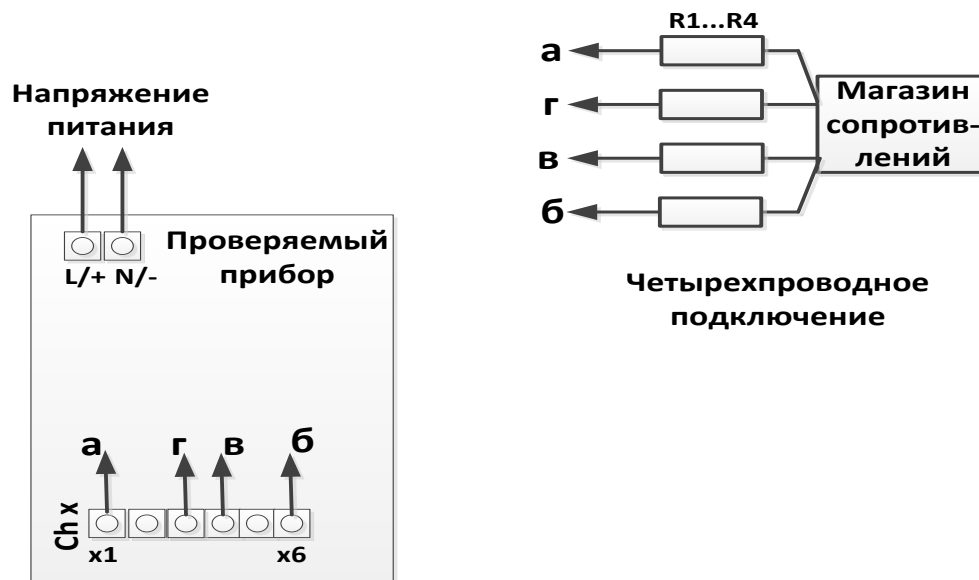 Напряжение
питания
L/+ N/-
Проверяемый
прибор
а
г
в
б
Ch x
x1
x6
R1...R4
а
г
в
б
Магазин
сопротив-
лений
Четырехпроводное
подключение